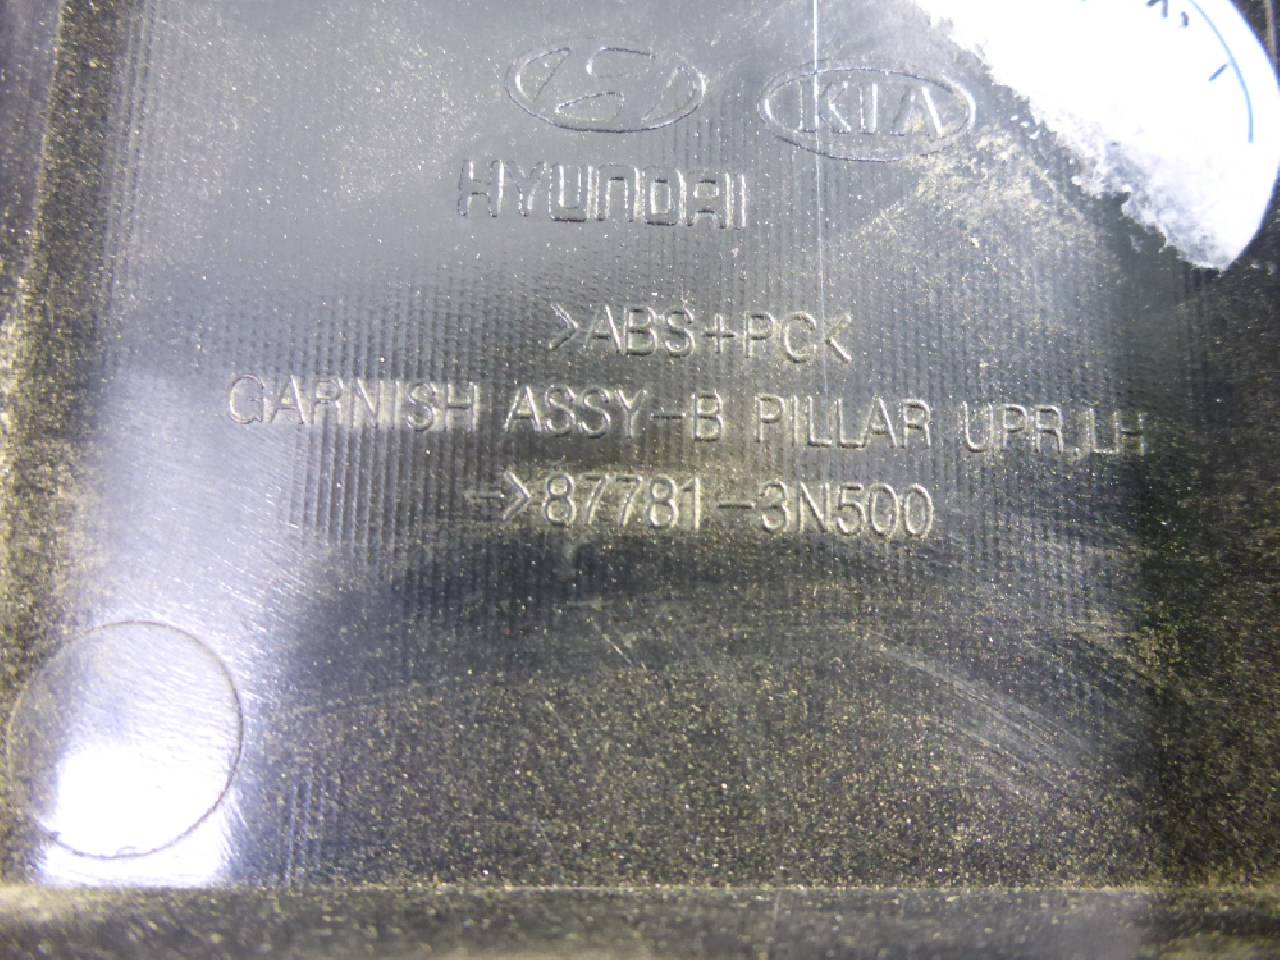 KIA
HYUNDAI
>ABS+PC<
GARNISH ASSY-B PILLAR UPR,LH
->87781-3N500